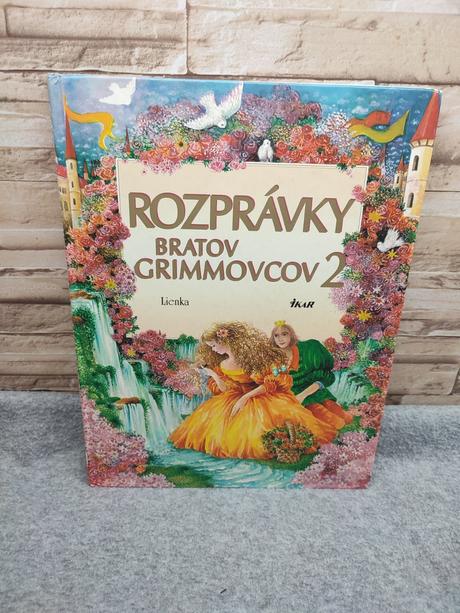 ROZPRÁVKY
BRATOV
GRIMMOVCOV 2
Lienka
IKAR